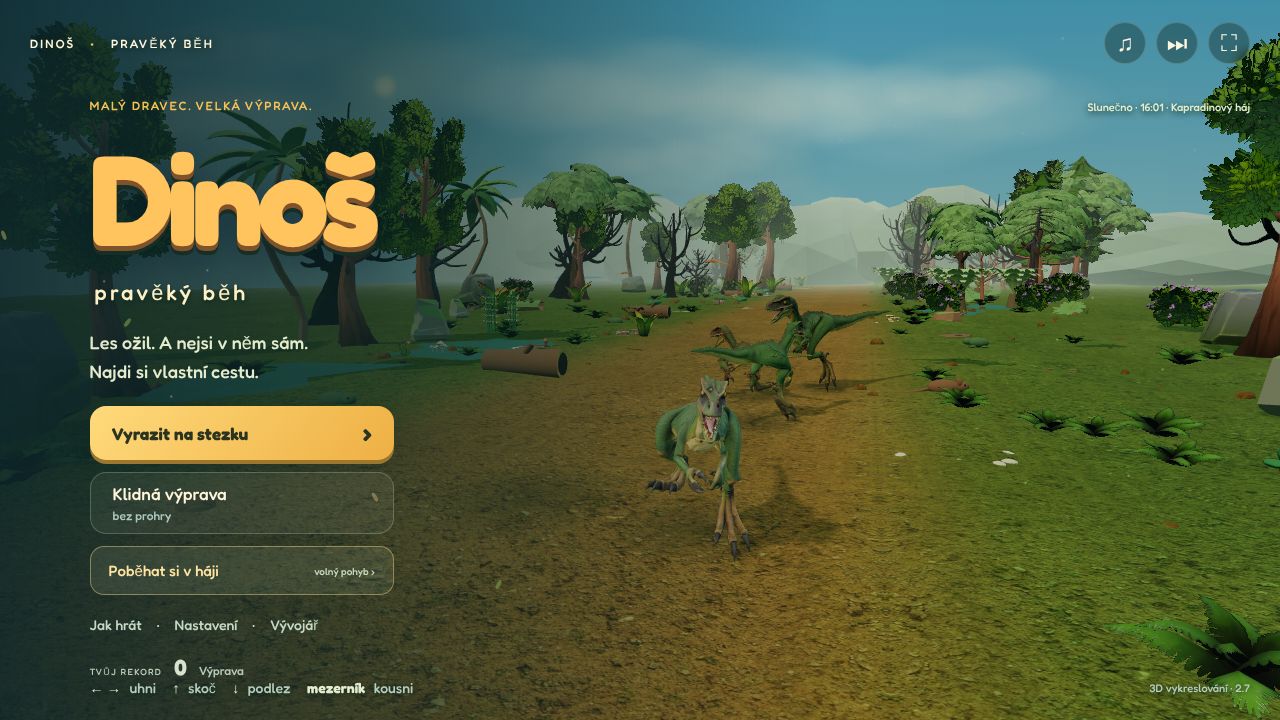 DINOŠ · PRAVĚKÝ BĚH
MALÝ DRAVEC. VELKÁ VÝPRAVA.
Slunečno · 16:01 · Kapradinový háj
Dinoš
pravěký běh
Les ožil. A nejsi v něm sám.
Najdi si vlastní cestu.
Vyrazit na stezku ›
Klidná výprava
bez prohry
Poběhat si v háji volný pohyb ›
Jak hrát · Nastavení · Vývojář
TVŮJ REKORD 0 Výprava
← → uhni ↑ skoč ↓ podlez mezerník kousni
3D vykreslování · 2.7